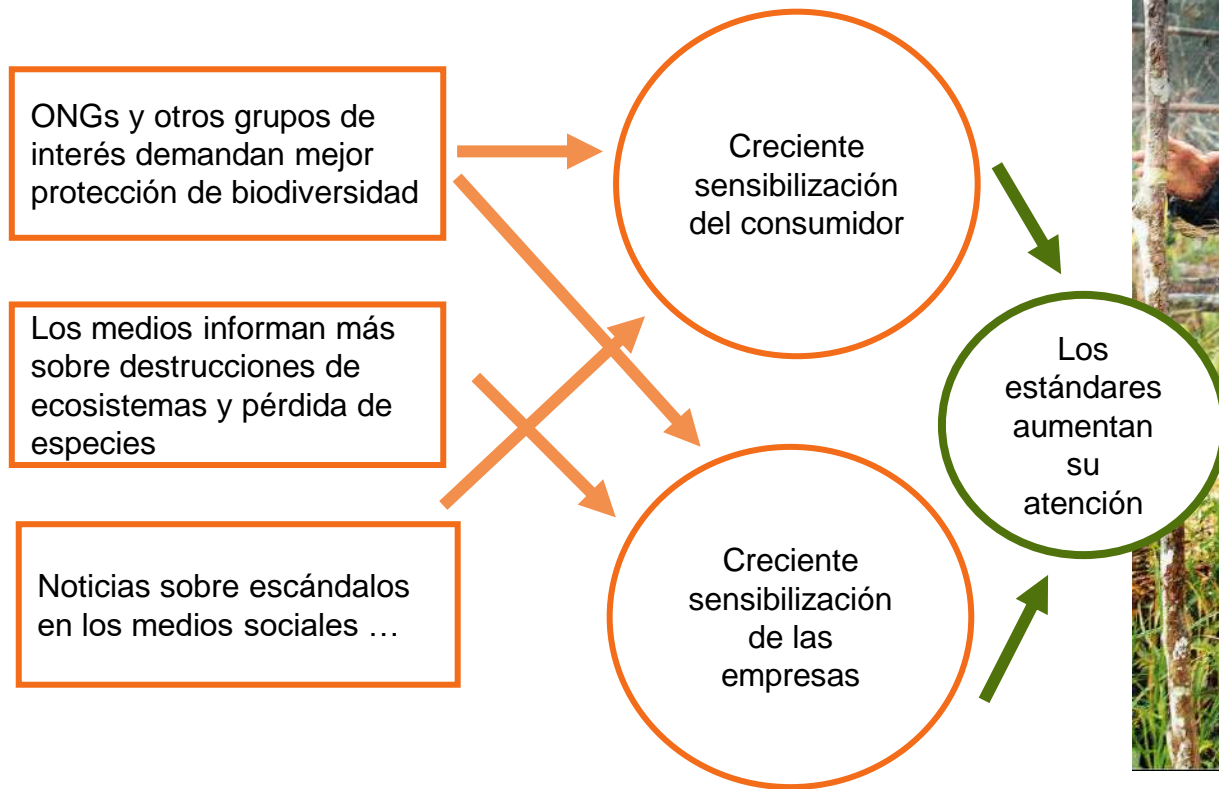 ONGs y otros grupos de
interés demandan mejor
protección de biodiversidad
Los medios informan más
sobre destrucciones de
ecosistemas y pérdida de
especies
Noticias sobre escándalos
en los medios sociales …
Creciente
sensibilización
del consumidor
Creciente
sensibilización
de las
empresas
Los
estándares
aumentan
su
atención